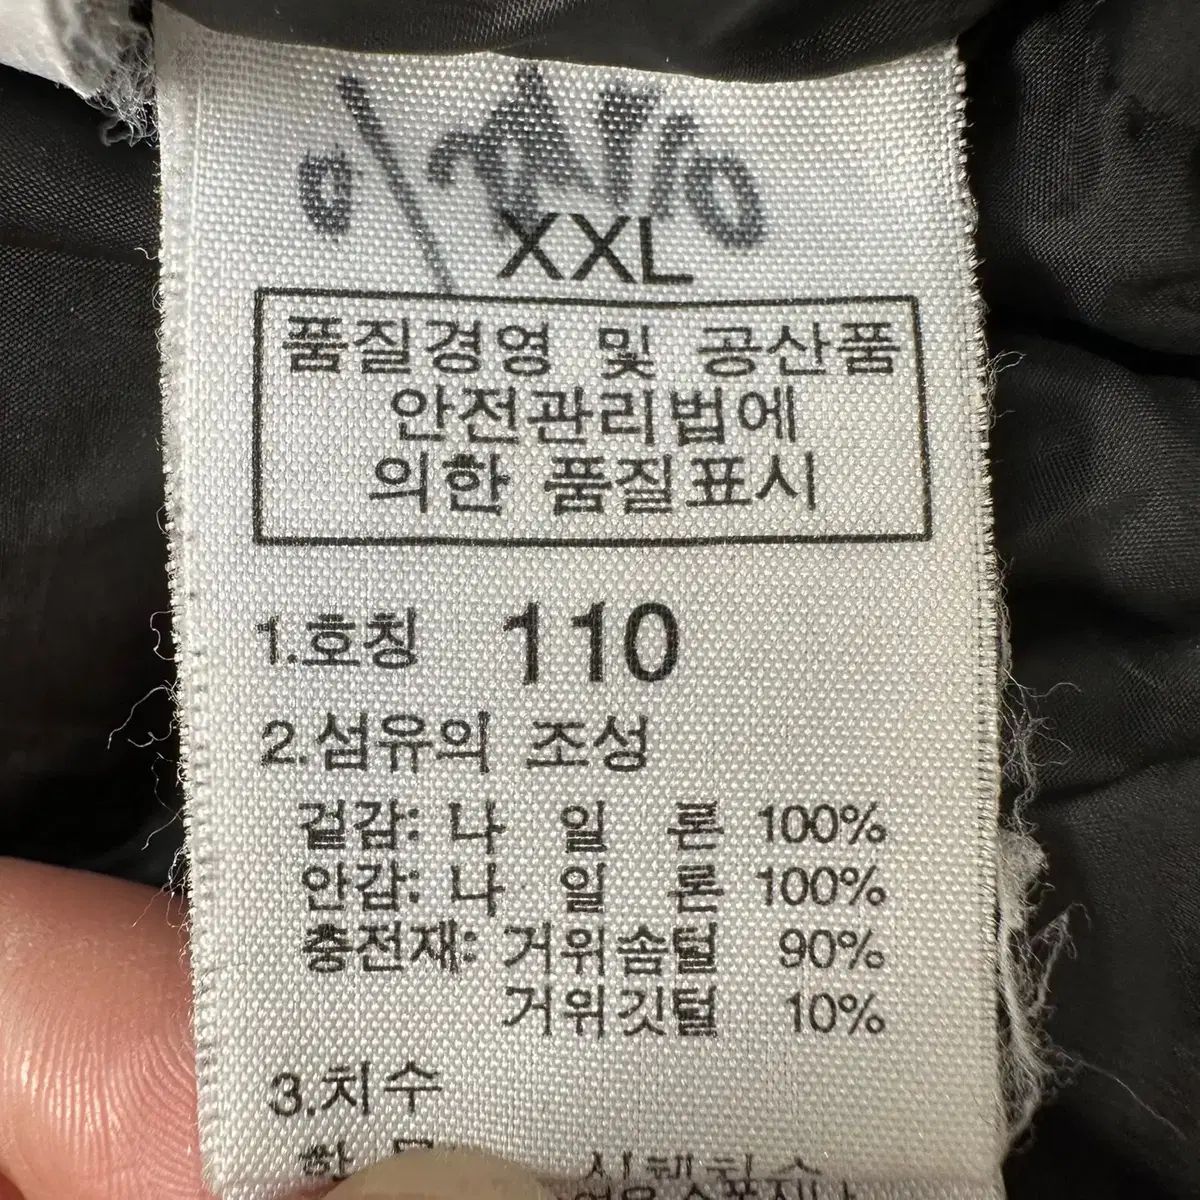 XXL
품질경영 및 공산품
안전관리법에
의한 품질표시
1.호칭 110
2.섬유의 조성
겉감: 나 일 론 100%
안감: 나 일 론 100%
충전재: 거위솜털 90%
거위깃털 10%
3.치수